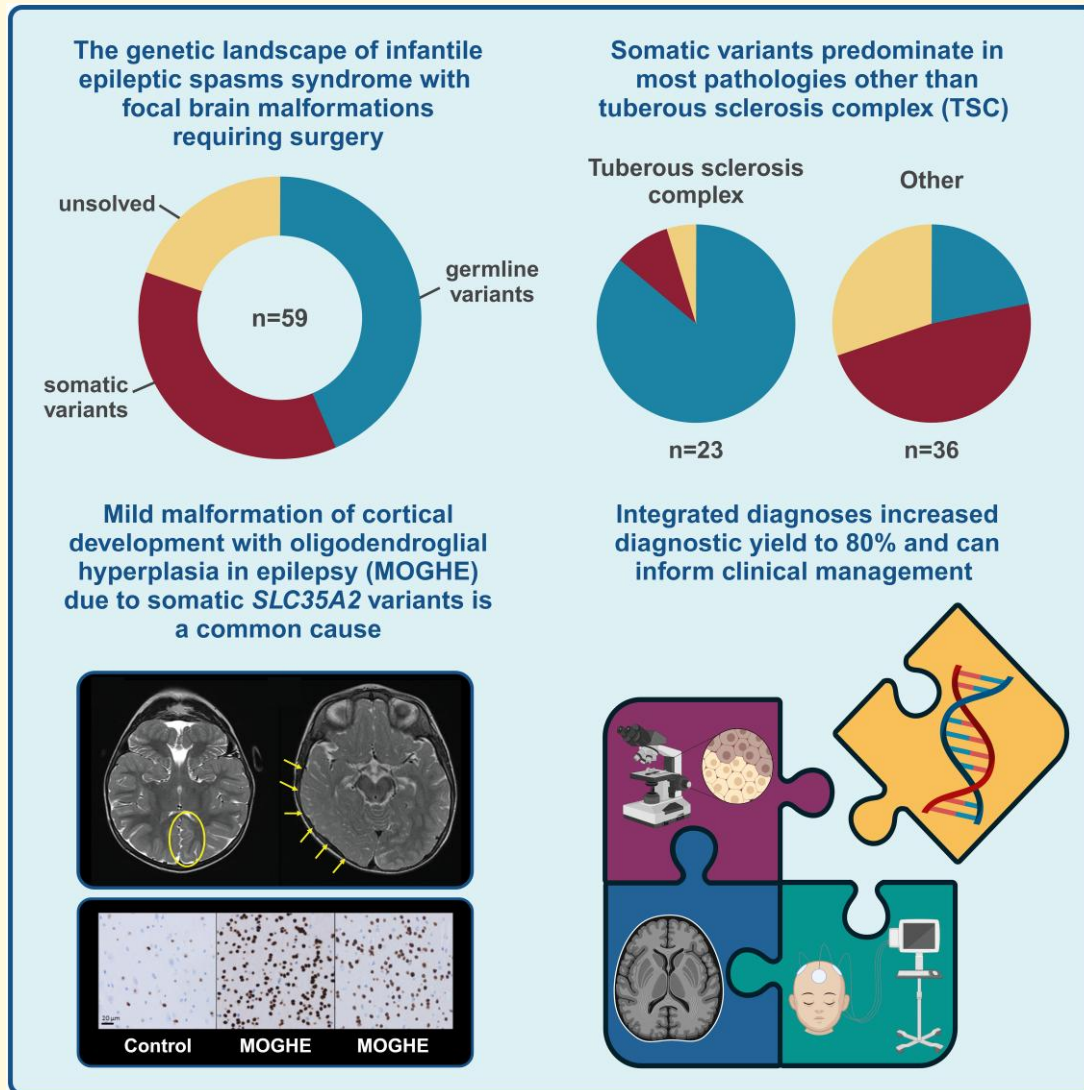 The genetic landscape of infantile
epileptic spasms syndrome with
focal brain malformations
requiring surgery
unsolved
germline
variants
n=59
somatic
variants
Somatic variants predominate in
most pathologies other than
tuberous sclerosis complex (TSC)
Tuberous sclerosis
complex
Other
n=23
n=36
Mild malformation of cortical
development with oligodendroglial
hyperplasia in epilepsy (MOGHE)
due to somatic SLC35A2 variants is
a common cause
20 µm
Control
MOGHE
MOGHE
Integrated diagnoses increased
diagnostic yield to 80% and can
inform clinical management